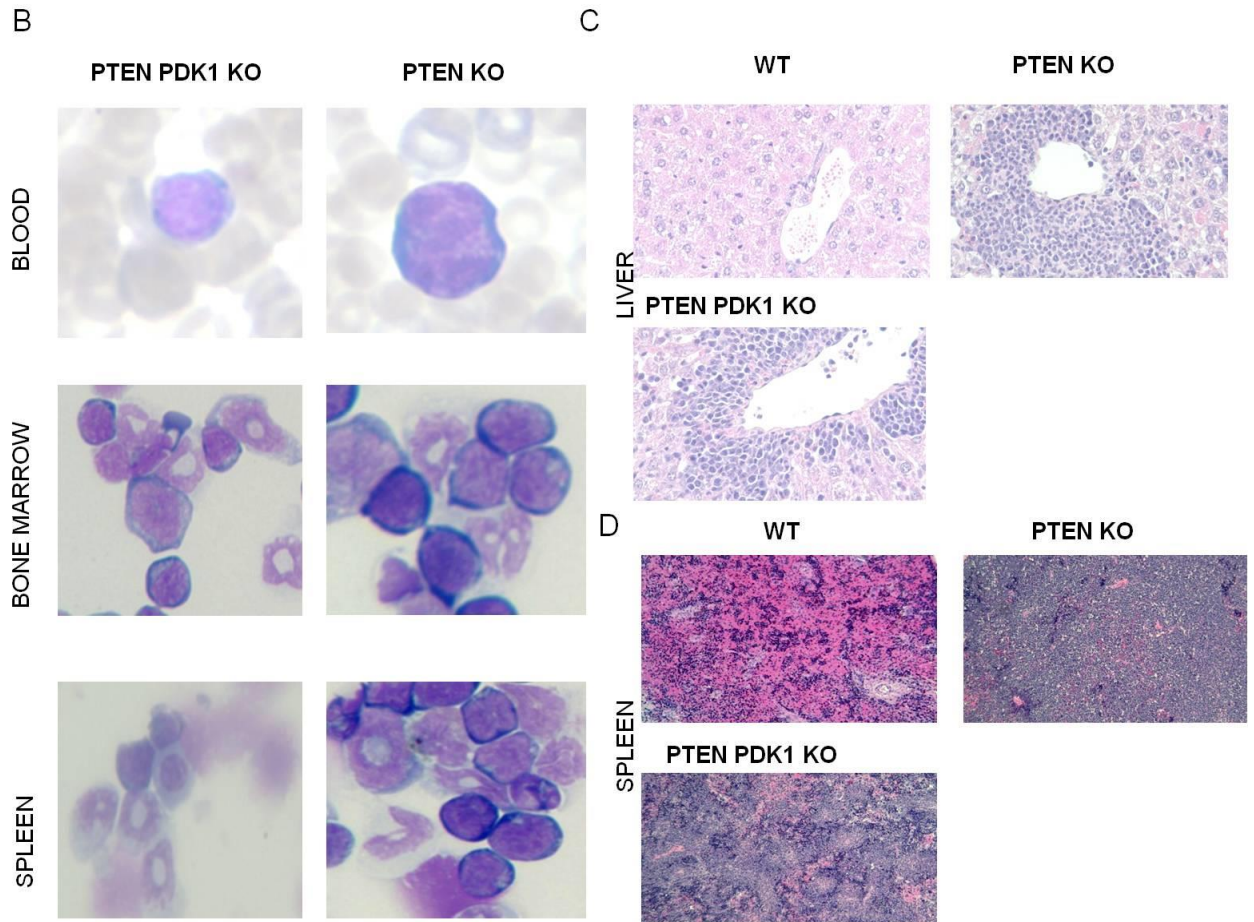 B
PTEN PDK1 KO
PTEN KO
BLOOD
BONE MARROW
SPLEEN
C
WT
PTEN KO
LIVER
PTEN PDK1 KO
D
WT
PTEN KO
SPLEEN
PTEN PDK1 KO